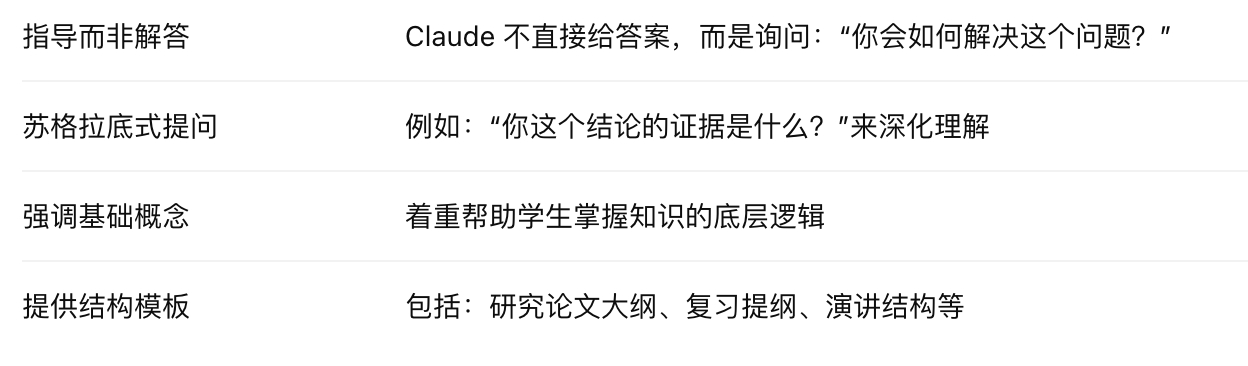 指导而非解答
Claude 不直接给答案，而是询问：“你会如何解决这个问题？”
苏格拉底式提问
例如：“你这个结论的证据是什么？”来深化理解
强调基础概念
着重帮助学生掌握知识的底层逻辑
提供结构模板
包括：研究论文大纲、复习提纲、演讲结构等